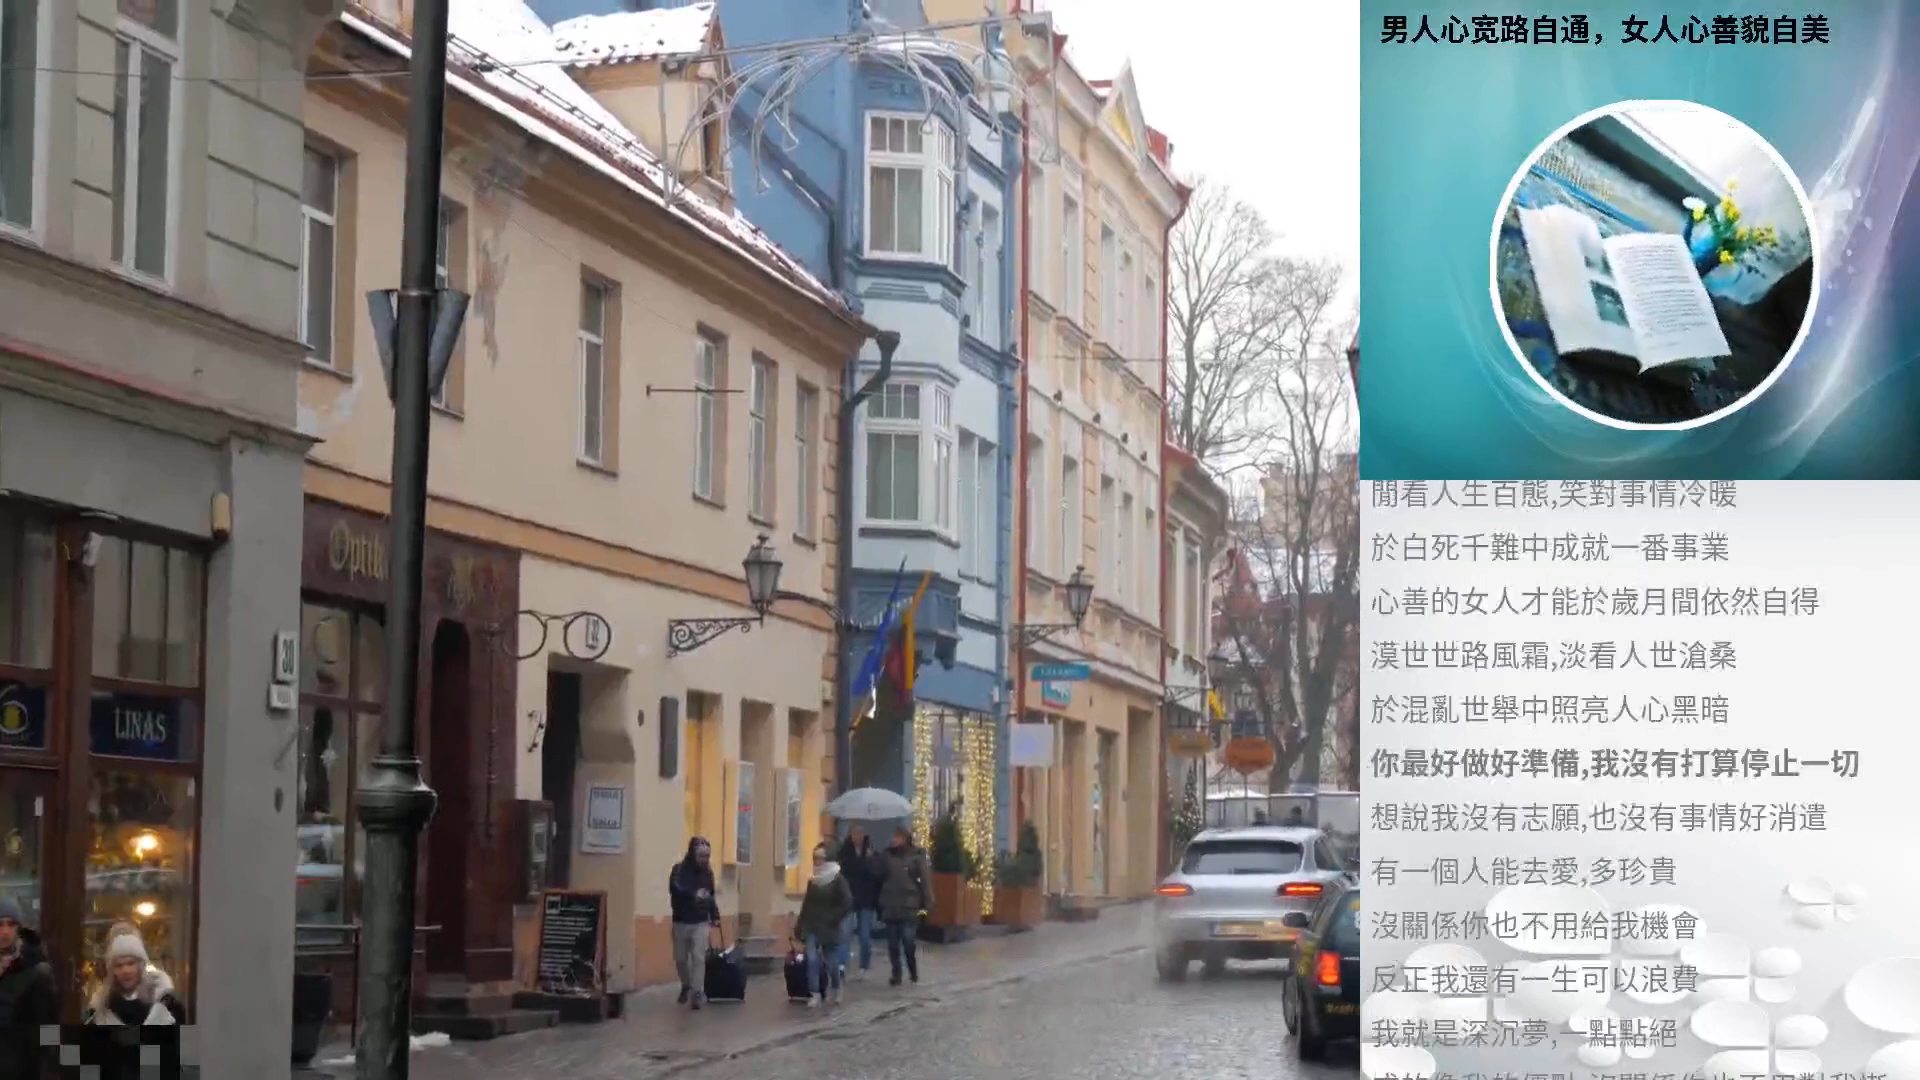 男人心宽路自通，女人心善貌自美
閒看人生百態,笑對事情冷暖
於白死千難中成就一番事業
心善的女人才能於歲月間依然自得
漠世世路風霜,淡看人世滄桑
於混亂世舉中照亮人心黑暗
你最好做好準備,我沒有打算停止一切
想說我沒有志願,也沒有事情好消遣
有一個人能去愛,多珍貴
沒關係你也不用給我機會
反正我還有一生可以浪費
我就是深沉夢,一點點絕
Optik
30
LINAS